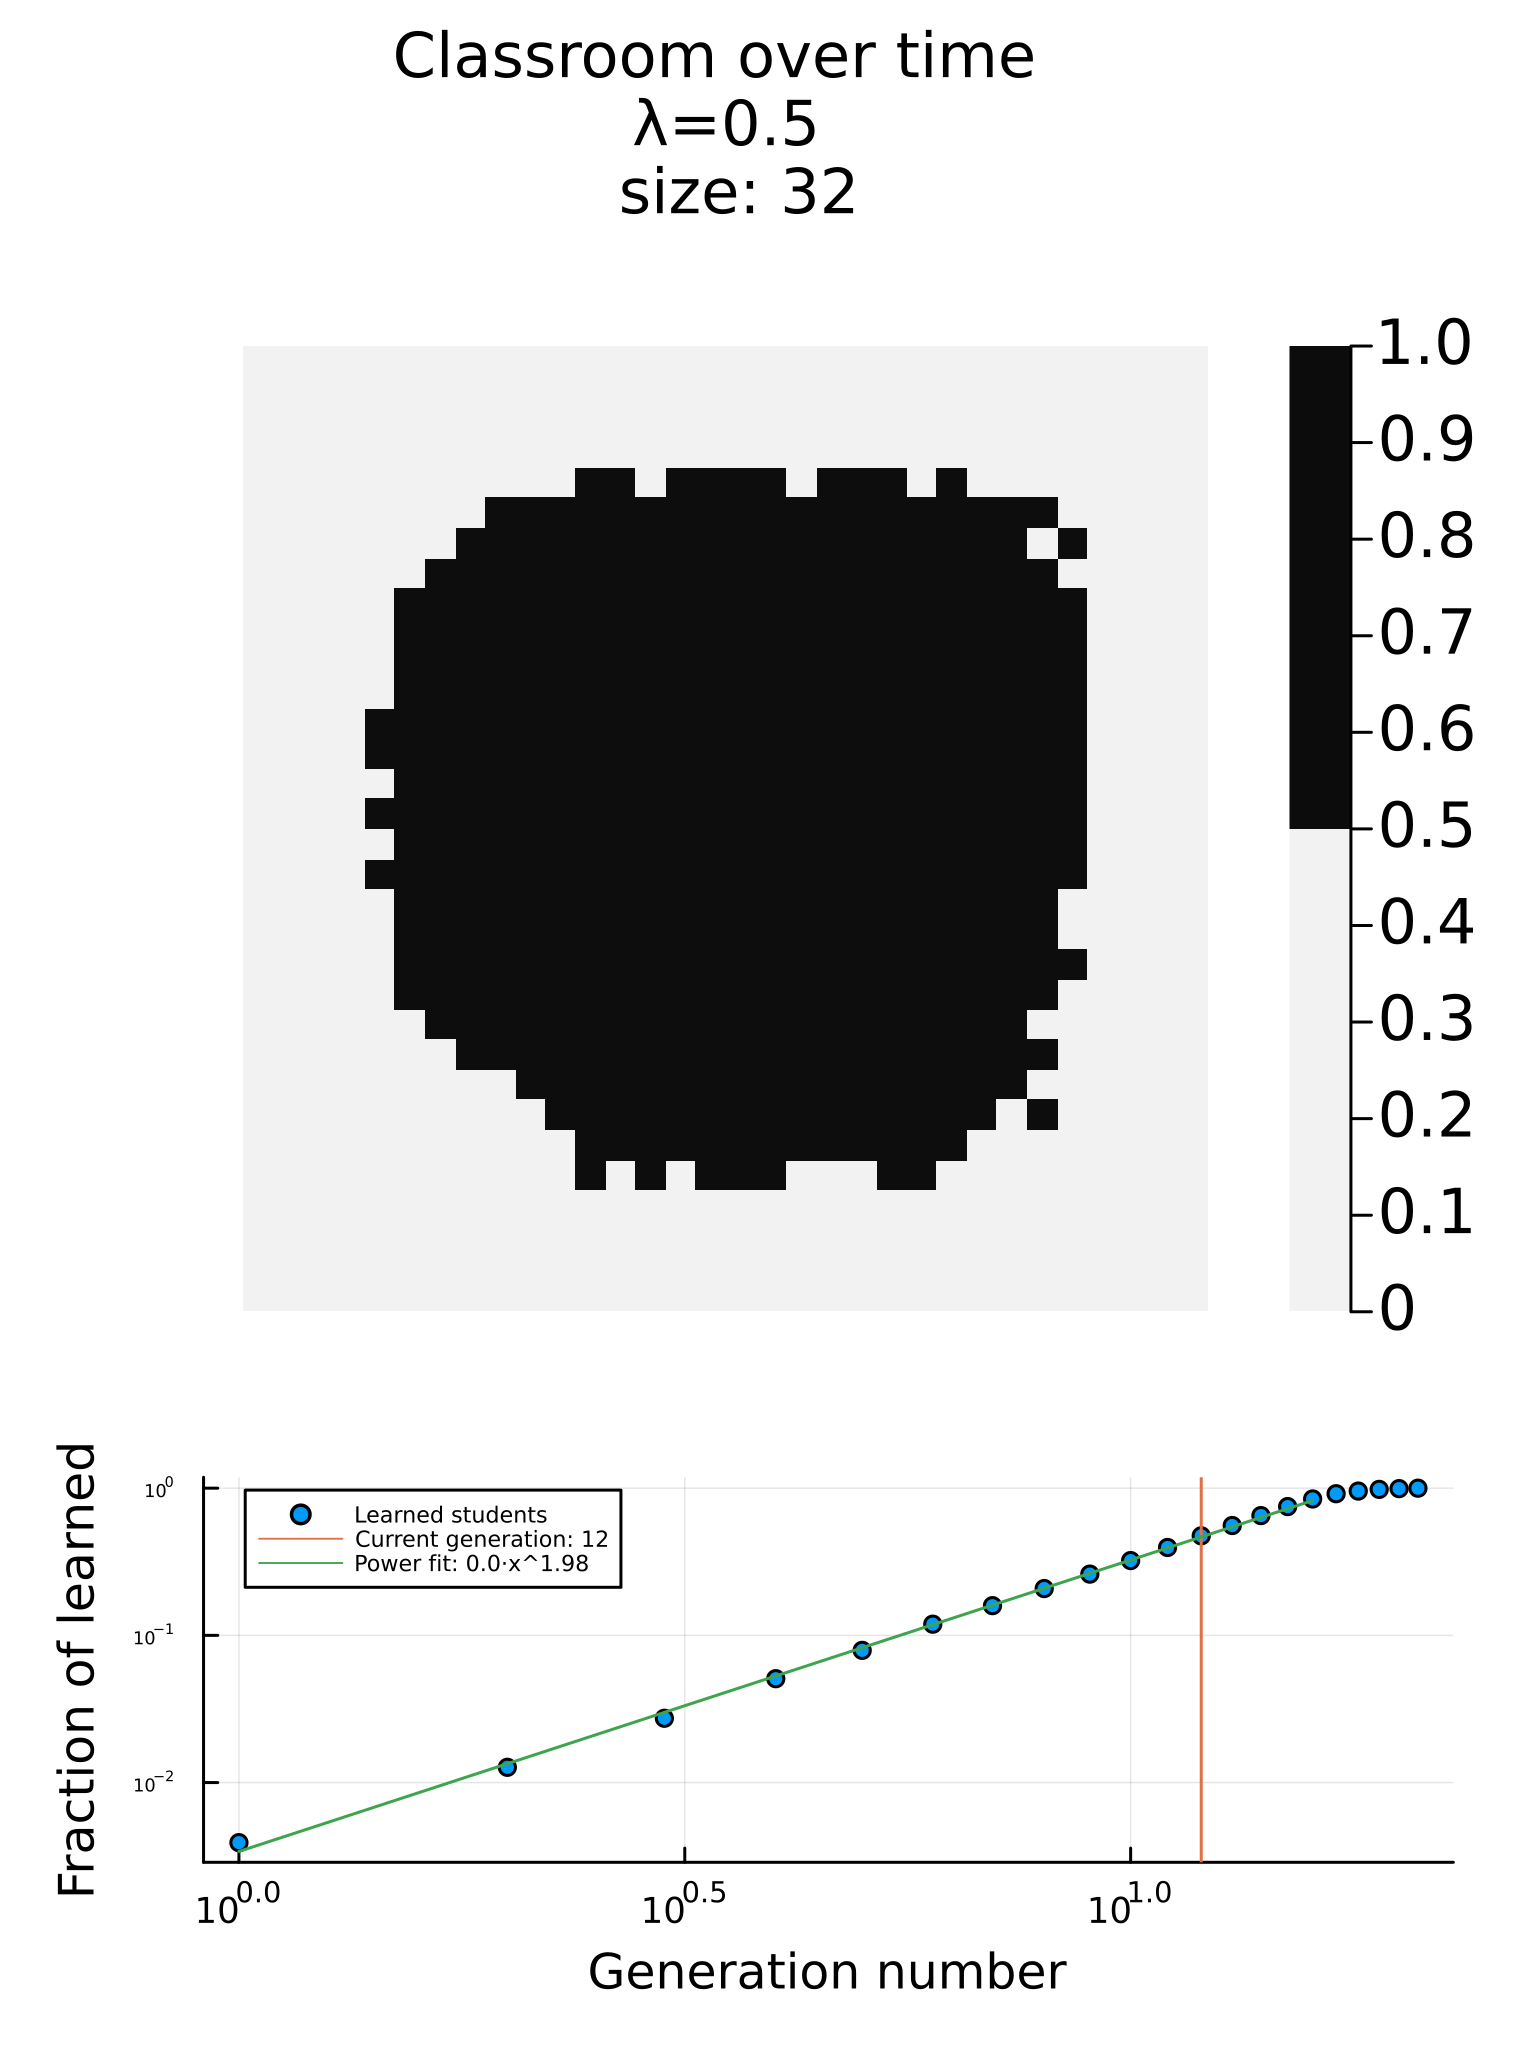 Classroom over time
λ=0.5
size: 32
1.0
0.9
0.8
0.7
0.6
0.5
0.4
0.3
0.2
0.1
0
Fraction of learned
10^0
10^-1
10^-2
Learned students
Current generation: 12
Power fit: 0.0·x^1.98
10^0.0 10^0.5 10^1.0
Generation number